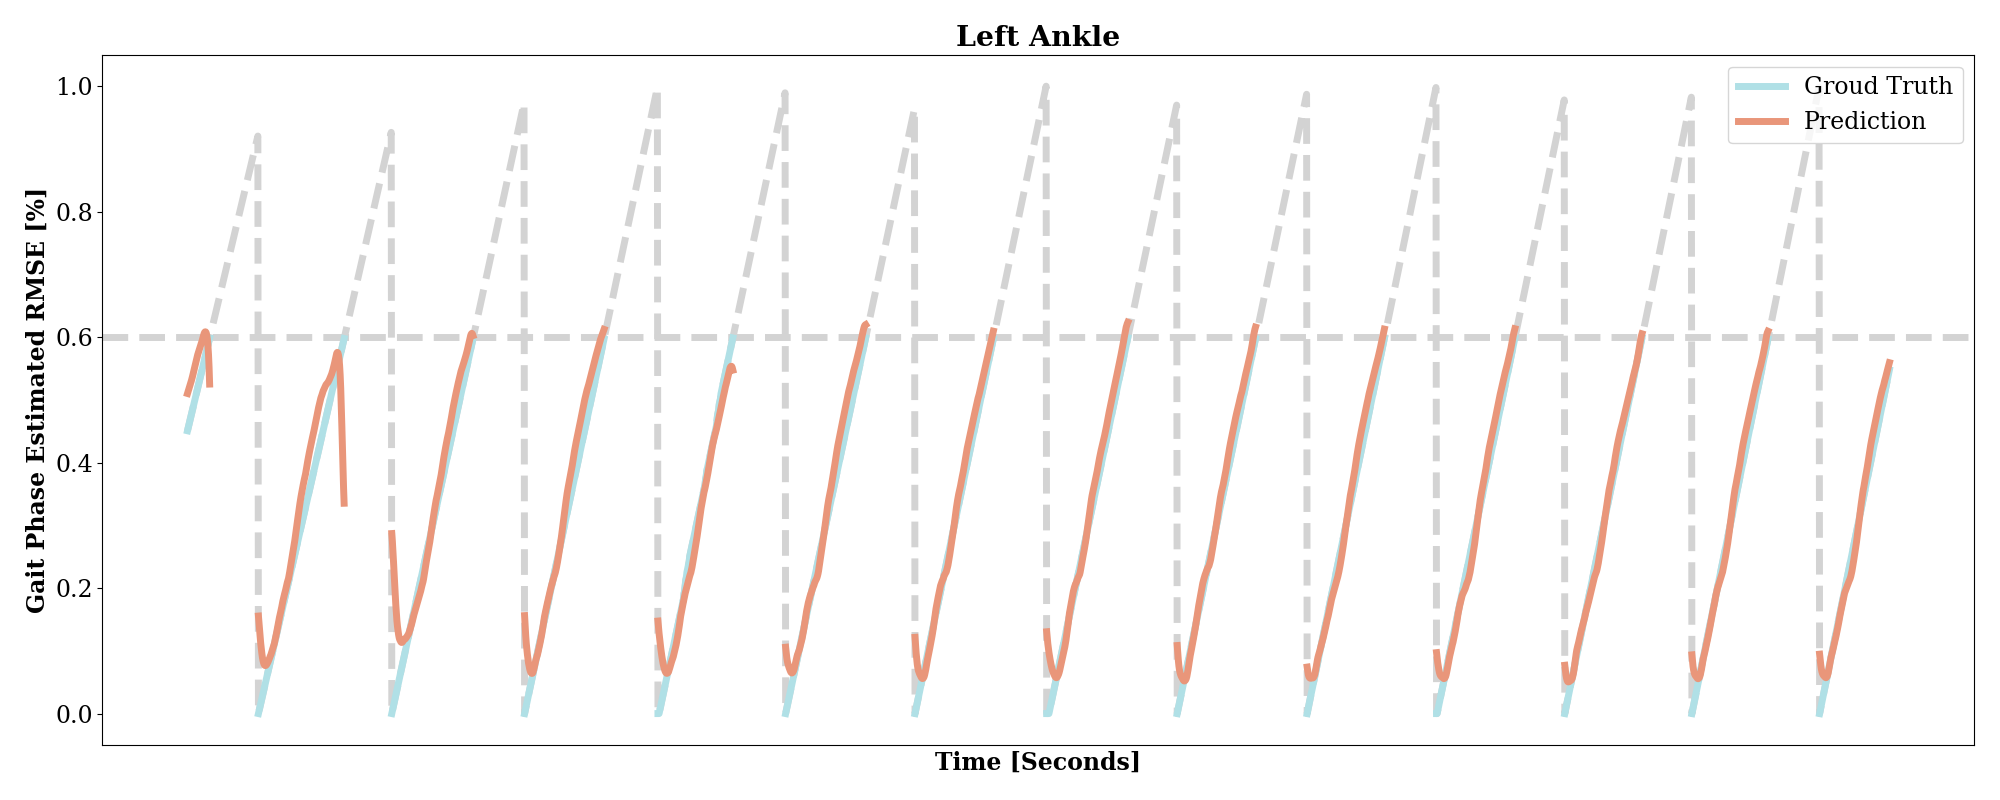 Left Ankle
Gait Phase Estimated RMSE [%]
1.0
0.8
0.6
0.4
0.2
0.0
Groud Truth
Prediction
Time [Seconds]